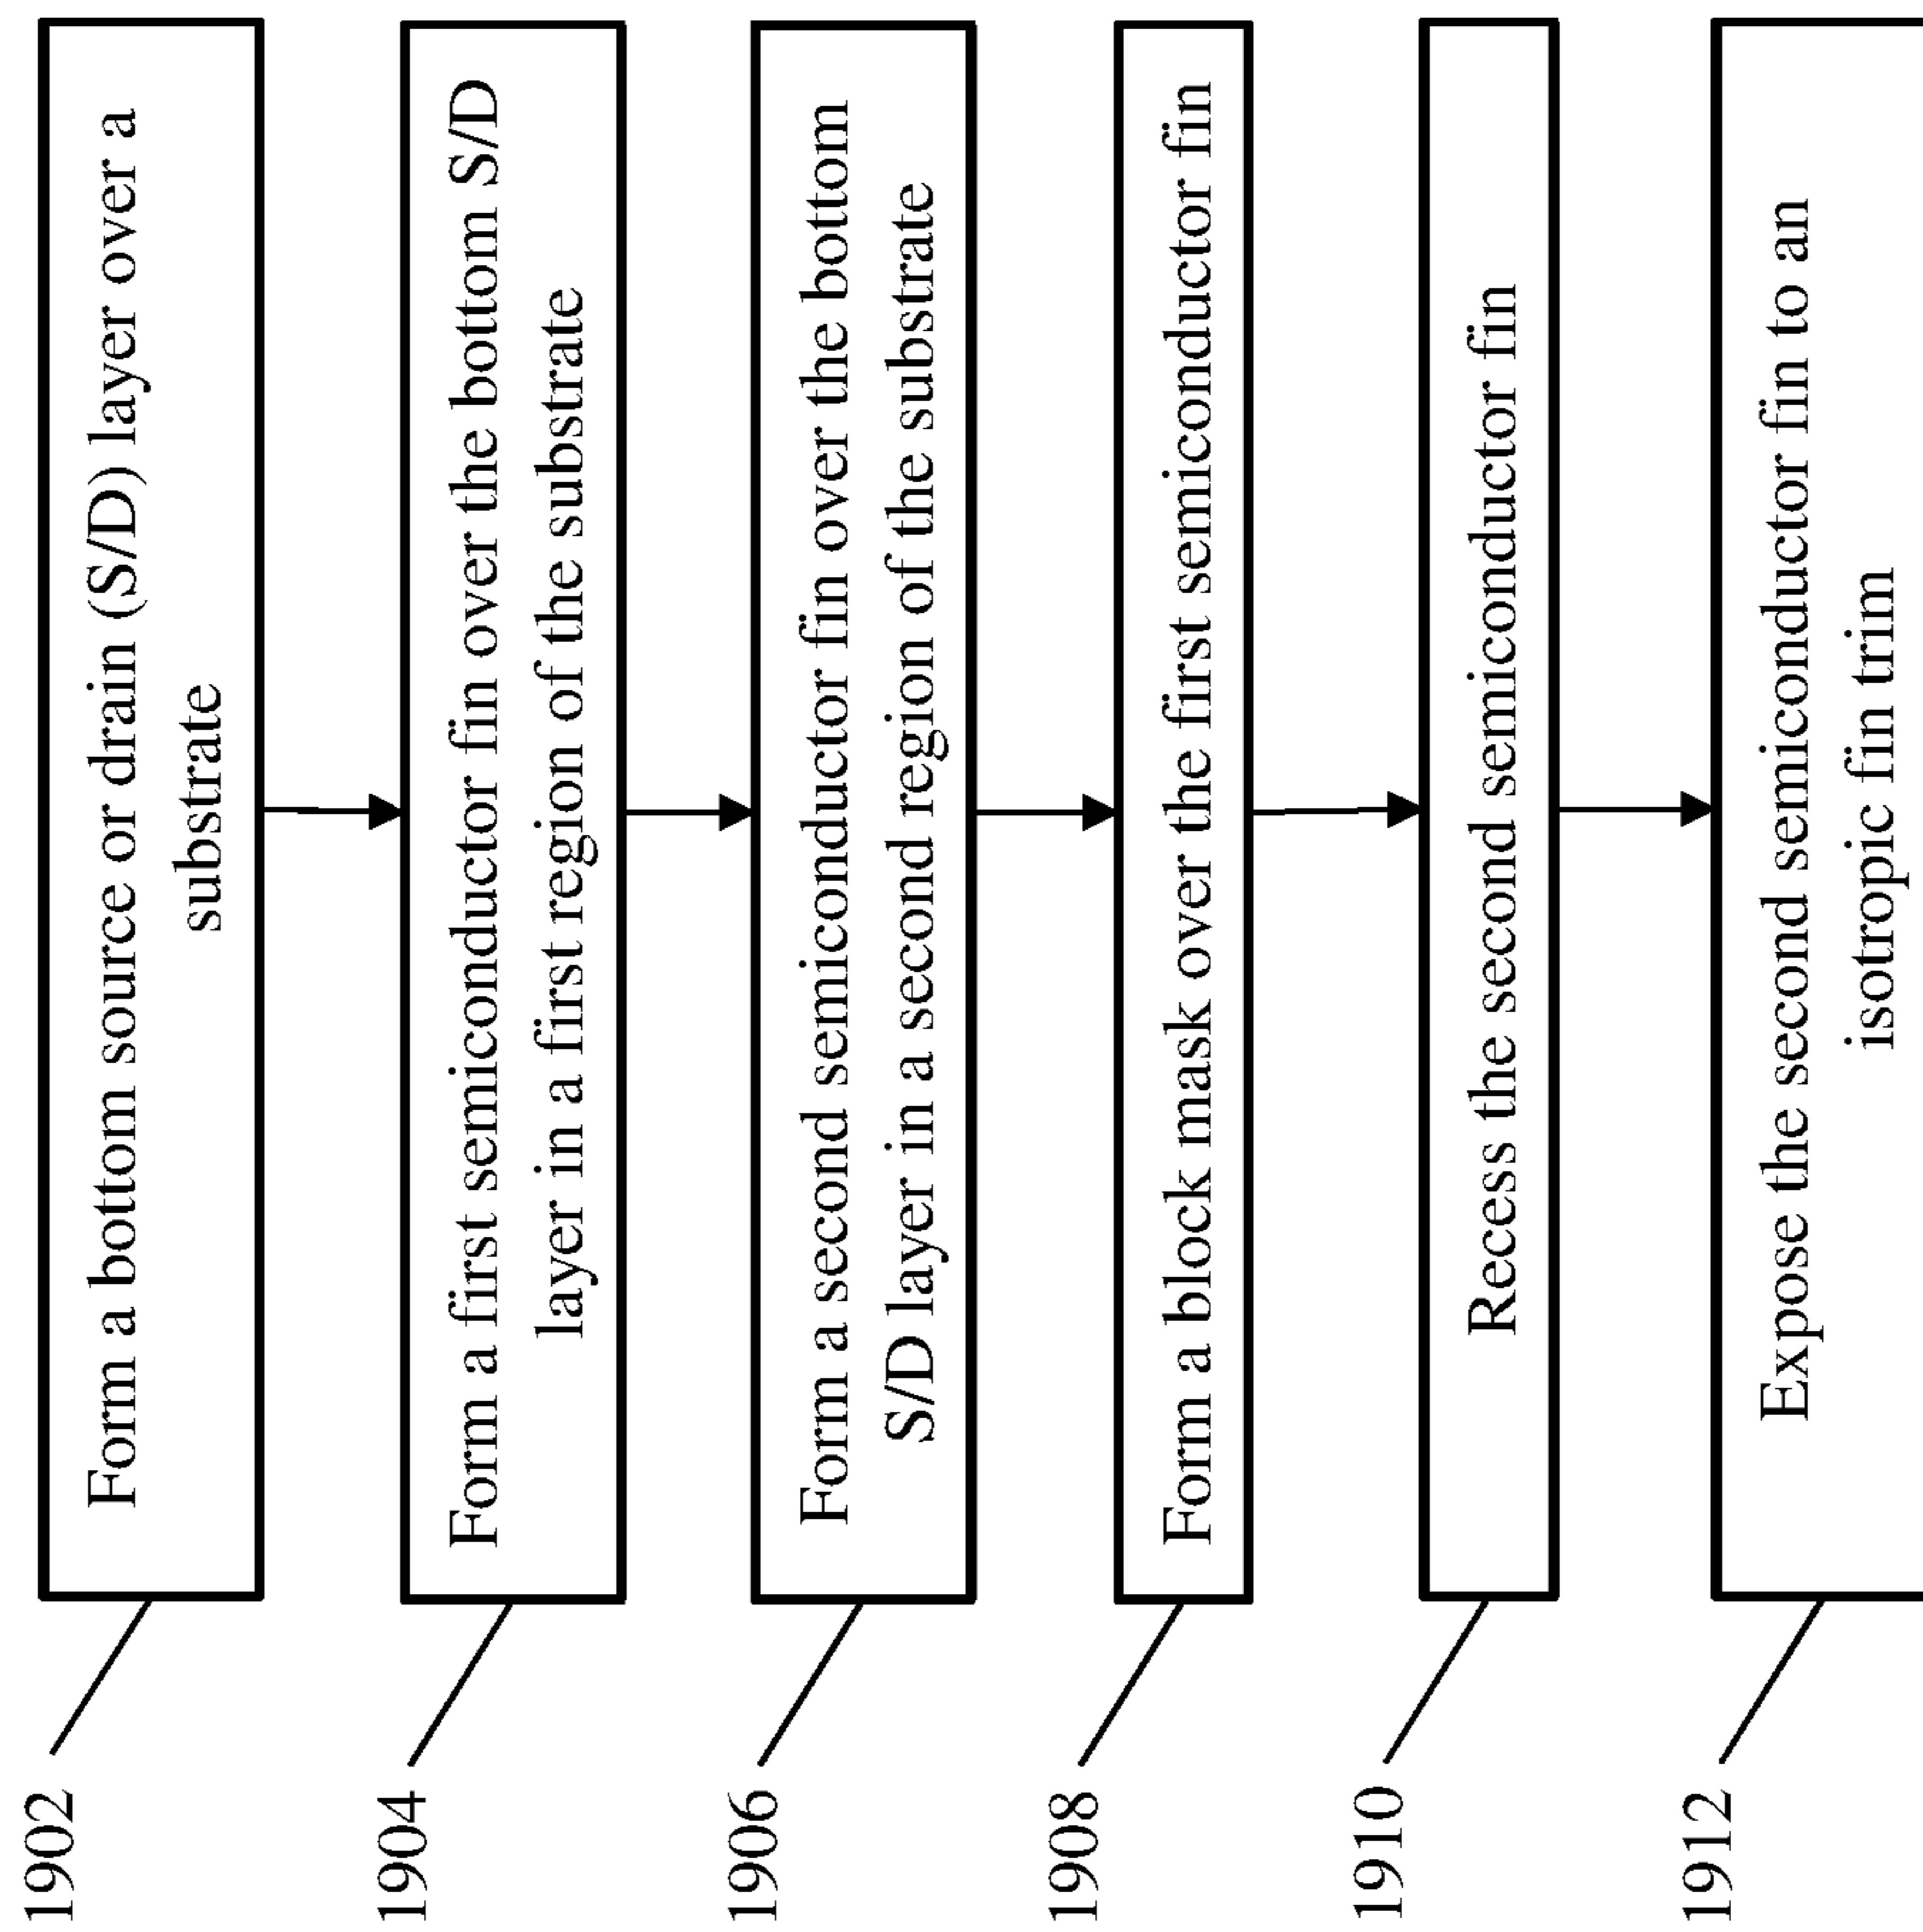 1902
Form a bottom source or drain (S/D) layer over a
substrate
1904
Form a first semiconductor fin over the bottom S/D
layer in a first region of the substrate
1906
Form a second semiconductor fin over the bottom
S/D layer in a second region of the substrate
1908
Form a block mask over the first semiconductor fin
1910
Recess the second semiconductor fin
1912
Expose the second semiconductor fin to an
isotropic fin trim